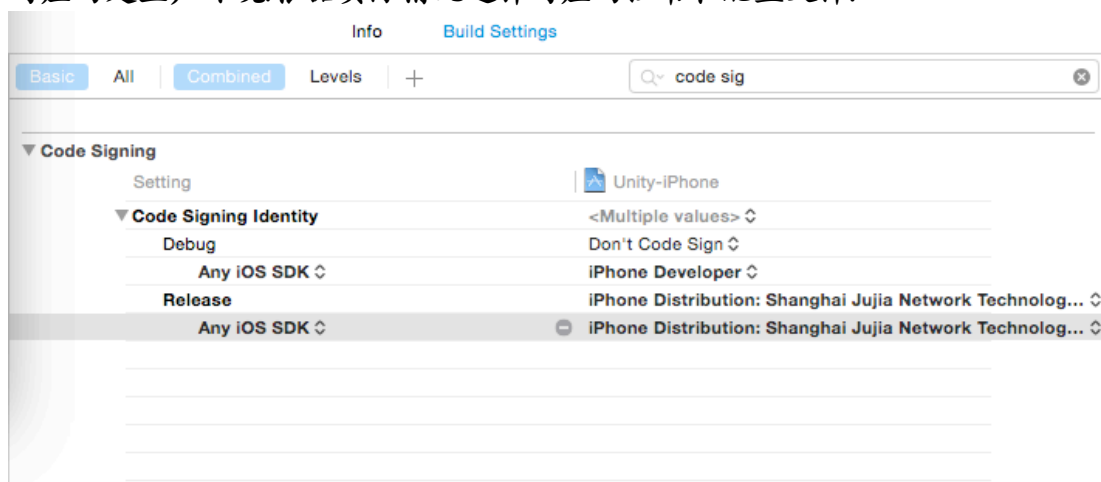 Info Build Settings
Basic All Combined Levels + code sig
Code Signing
Setting Unity-iPhone
Code Signing Identity <Multiple values>
Debug Don't Code Sign
Any iOS SDK iPhone Developer
Release iPhone Distribution: Shanghai Jujia Network Technolog...
Any iOS SDK iPhone Distribution: Shanghai Jujia Network Technolog...